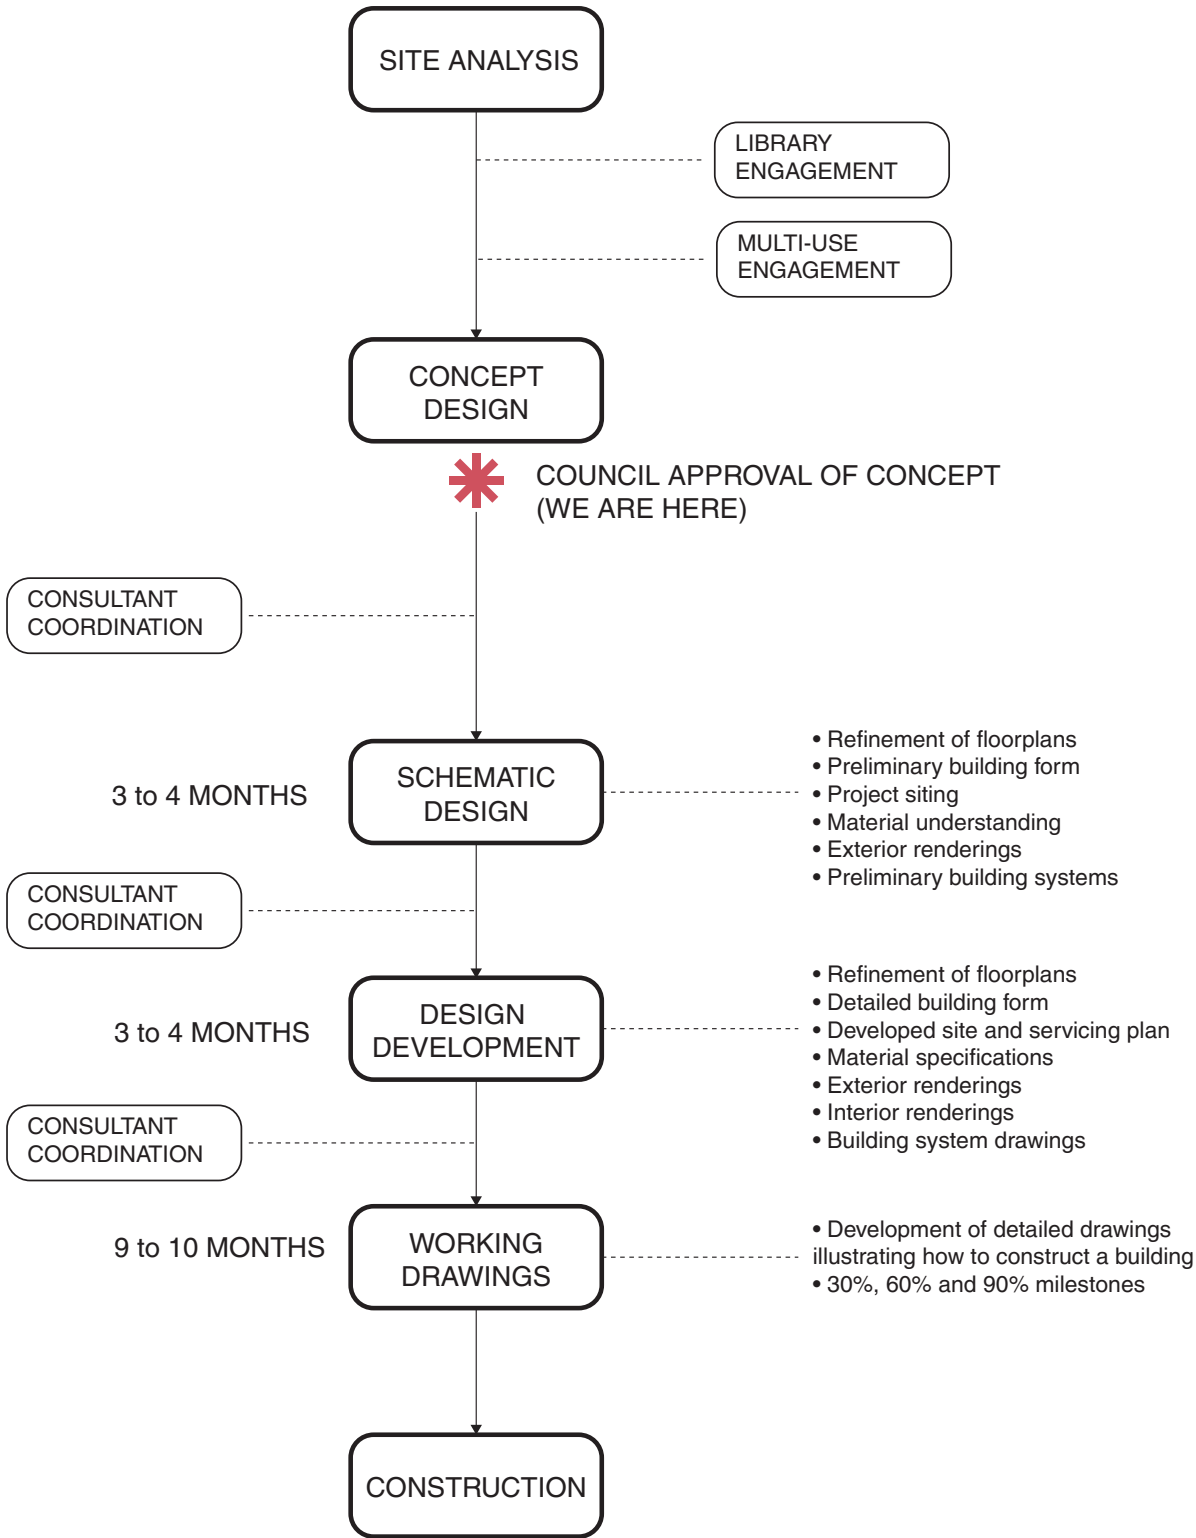 SITE ANALYSIS
LIBRARY
ENGAGEMENT
MULTI-USE
ENGAGEMENT
CONCEPT
DESIGN
COUNCIL APPROVAL OF CONCEPT
(WE ARE HERE)
CONSULTANT
COORDINATION
3 to 4 MONTHS
SCHEMATIC
DESIGN
• Refinement of floorplans
• Preliminary building form
• Project siting
• Material understanding
• Exterior renderings
• Preliminary building systems
CONSULTANT
COORDINATION
3 to 4 MONTHS
DESIGN
DEVELOPMENT
• Refinement of floorplans
• Detailed building form
• Developed site and servicing plan
• Material specifications
• Exterior renderings
• Interior renderings
• Building system drawings
CONSULTANT
COORDINATION
9 to 10 MONTHS
WORKING
DRAWINGS
• Development of detailed drawings
illustrating how to construct a building
• 30%, 60% and 90% milestones
CONSTRUCTION